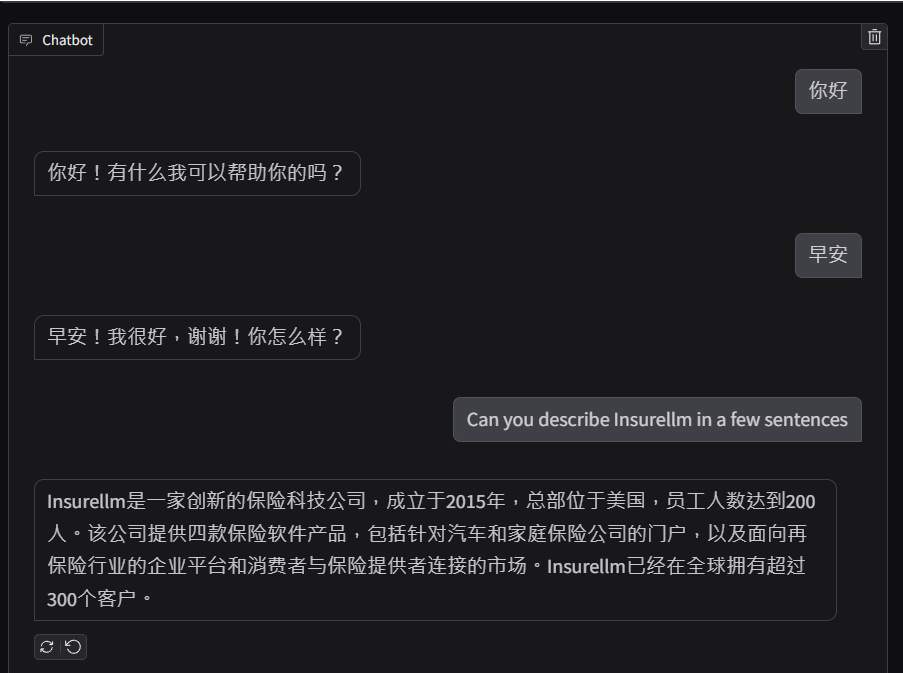 Chatbot
你好
你好！有什么我可以帮助你的吗？
早安
早安！我很好，谢谢！你怎么样？
Can you describe Insurellm in a few sentences
Insurellm是一家创新的保险科技公司，成立于2015年，总部位于美国，员工人数达到200
人。该公司提供四款保险软件产品，包括针对汽车和家庭保险公司的门户，以及面向再
保险行业的企业平台和消费者与保险提供者连接的市场。Insurellm已经在全球拥有超过
300个客户。